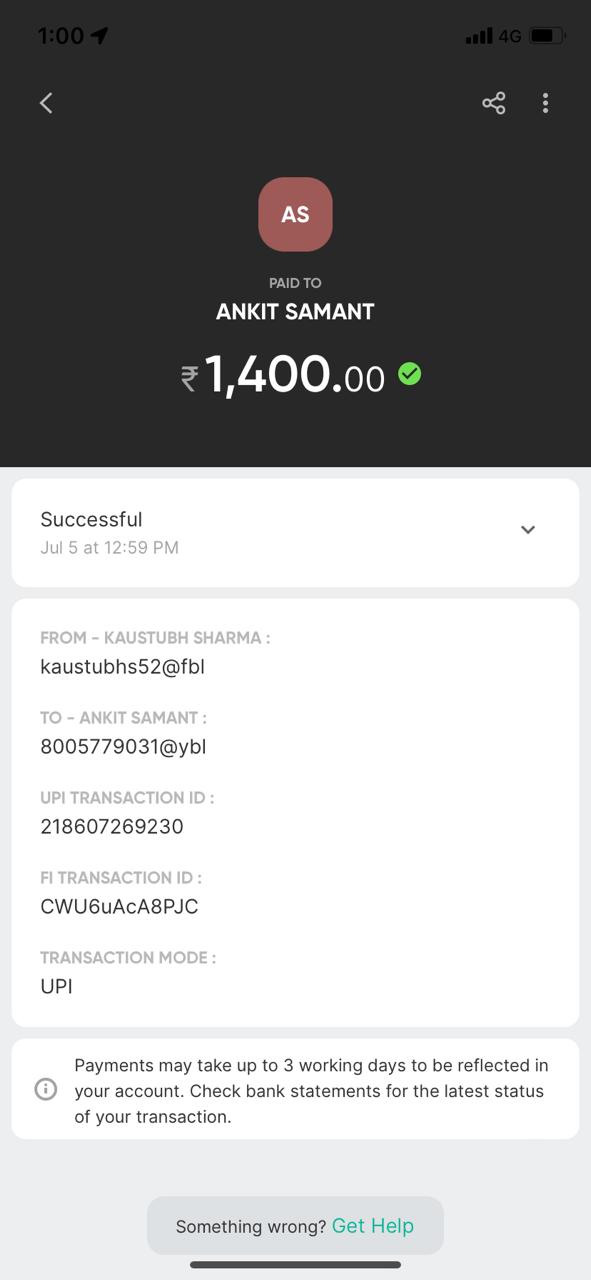 1:00
4G
AS
PAID TO
ANKIT SAMANT
₹1,400.00
Successful
Jul 5 at 12:59 PM
FROM - KAUSTUBH SHARMA :
kaustubhs52@fbl
TO - ANKIT SAMANT :
8005779031@ybl
UPI TRANSACTION ID :
218607269230
FI TRANSACTION ID :
CWU6uAcA8PJC
TRANSACTION MODE :
UPI
Payments may take up to 3 working days to be reflected in
your account. Check bank statements for the latest status
of your transaction.
Something wrong? Get Help